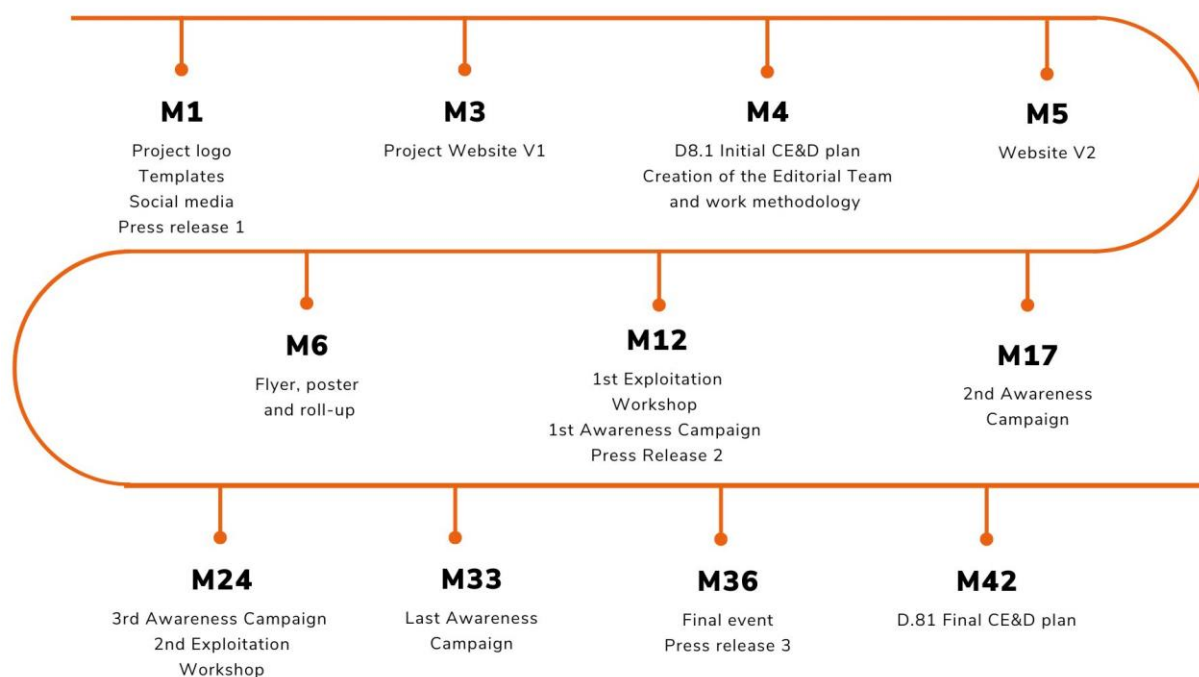 M1
Project logo
Templates
Social media
Press release 1
M3
Project Website V1
M4
D8.1 Initial CE&D plan
Creation of the Editorial Team
and work methodology
M5
Website V2
M6
Flyer, poster
and roll-up
M12
1st Exploitation
Workshop
1st Awareness Campaign
Press Release 2
M17
2nd Awareness
Campaign
M24
3rd Awareness Campaign
2nd Exploitation
Workshop
M33
Last Awareness
Campaign
M36
Final event
Press release 3
M42
D.81 Final CE&D plan